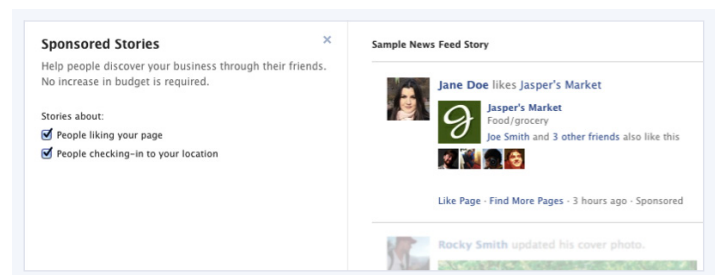 Sponsored Stories
×
Help people discover your business through their friends.
No increase in budget is required.
Stories about:
People liking your page
People checking-in to your location
Sample News Feed Story
Jane Doe likes Jasper's Market
Jasper's Market
Food/grocery
Joe Smith and 3 other friends also like this
Like Page · Find More Pages · 3 hours ago · Sponsored
Rocky Smith updated his cover photo.